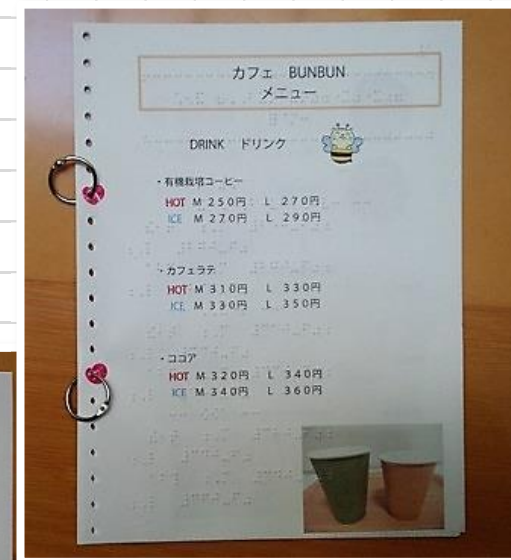 カフェ BUNBUN
メニュー
DRINK ドリンク
・有機栽培コーヒー
HOT M 250円 L 270円
ICE M 270円 L 290円
・カフェラテ
HOT M 310円 L 330円
ICE M 330円 L 350円
・ココア
HOT M 320円 L 340円
ICE M 340円 L 360円